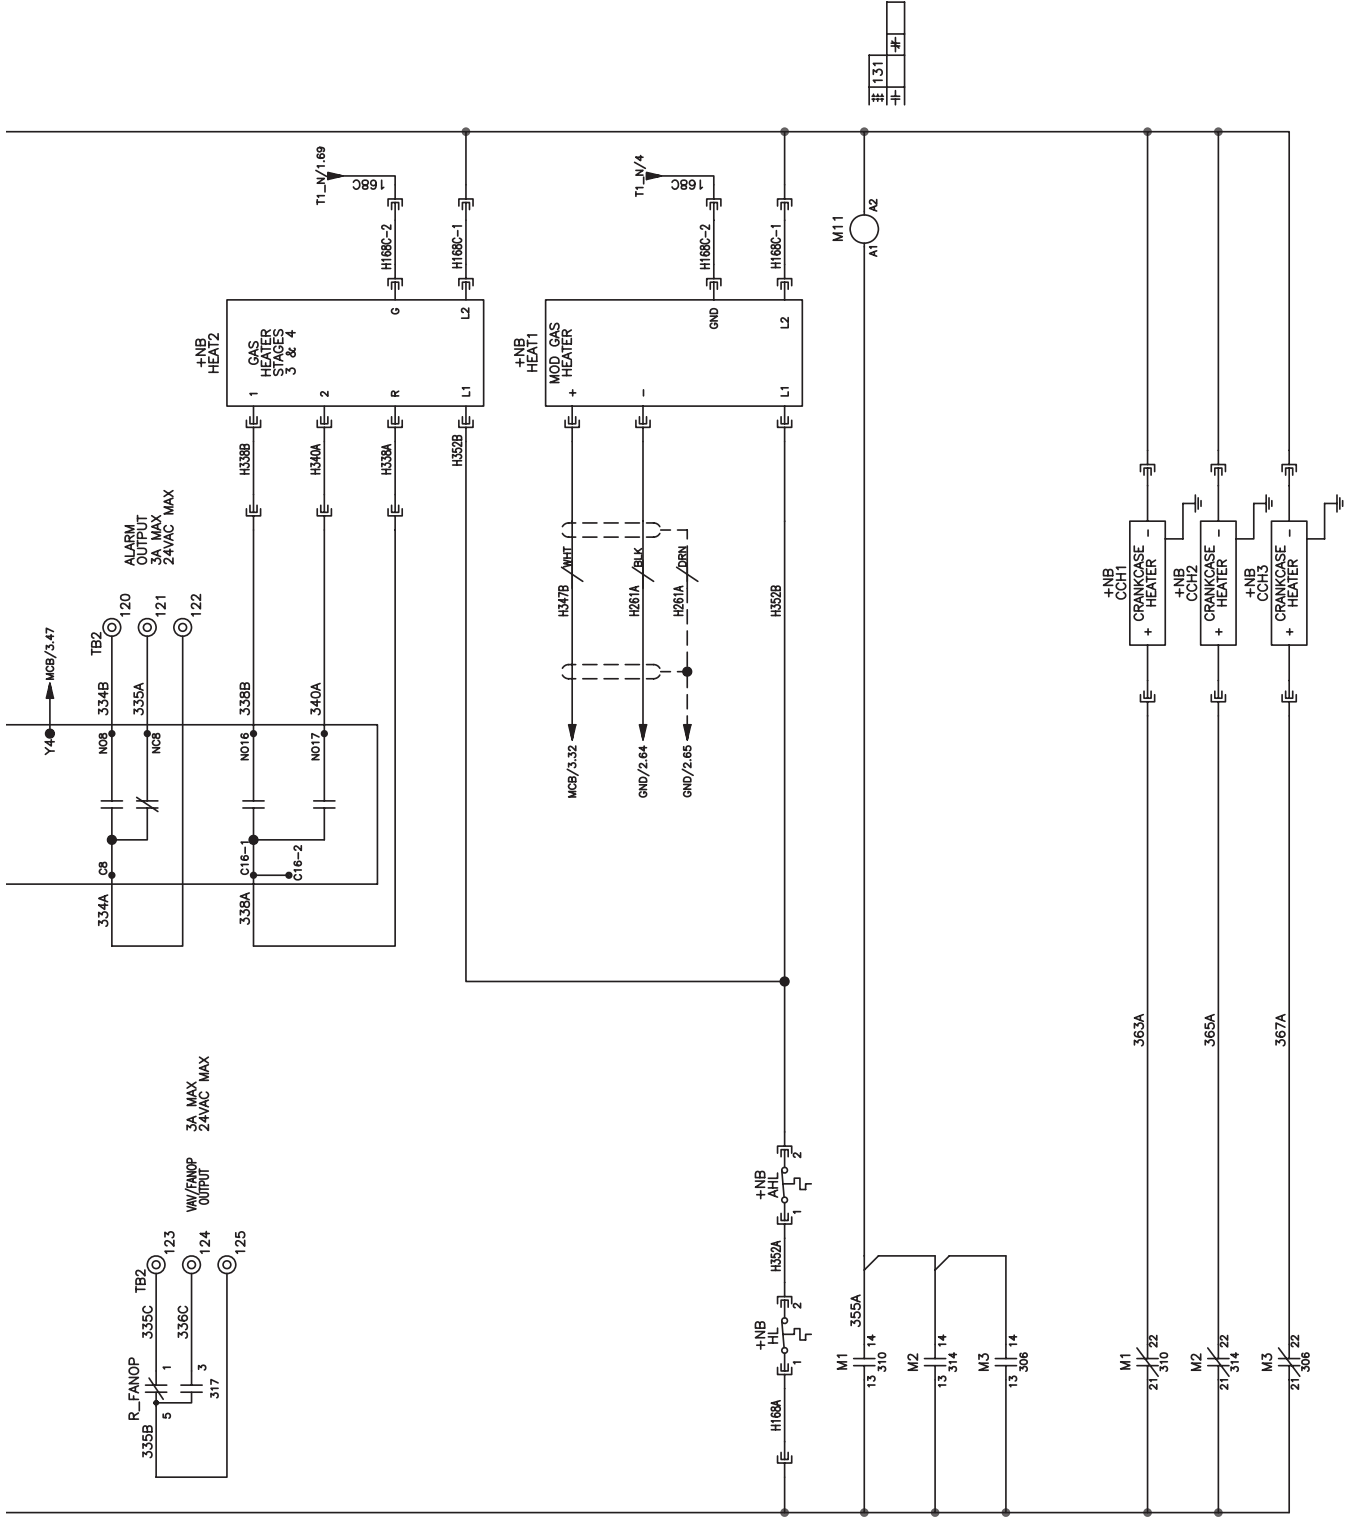 131
T1_N/1.69
168C
T1_N/4
168C
H168C-2
H168C-1
H168C-2
H168C-1
M11
A2
A1
+NB
HEAT2
GAS
HEATER
STAGES
3 & 4
G
L2
1
2
R
L1
+NB
HEAT1
MOD GAS
HEATER
GND
L2
+
-
L1
H338B
H340A
H338A
H352B
ALARM
OUTPUT
3A MAX
24VAC MAX
TB2
120
121
122
WHT
BLK
DRN
H347B
H261A
H261A
H352B
+NB
CCH1
CRANKCASE
HEATER
+ -
+NB
CCH2
CRANKCASE
HEATER
+ -
+NB
CCH3
CRANKCASE
HEATER
+ -
MCB/3.47
Y4
334B
335A
338B
340A
NO8
NC8
NO16
NO17
MCB/3.32
GND/2.64
GND/2.65
C8
C16-1
C16-2
334A
338A
363A
365A
367A
VAV/FANOP
OUTPUT
3A MAX
24VAC MAX
TB2
123
124
125
335C
336C
R_FANOP
1
3
5
317
335B
+NB
AHL
1
2
H352A
+NB
HL
1
2
H168A
355A
M1
13
14
310
M2
13
14
314
M3
13
14
306
M1
21
22
310
M2
21
22
314
M3
21
22
306